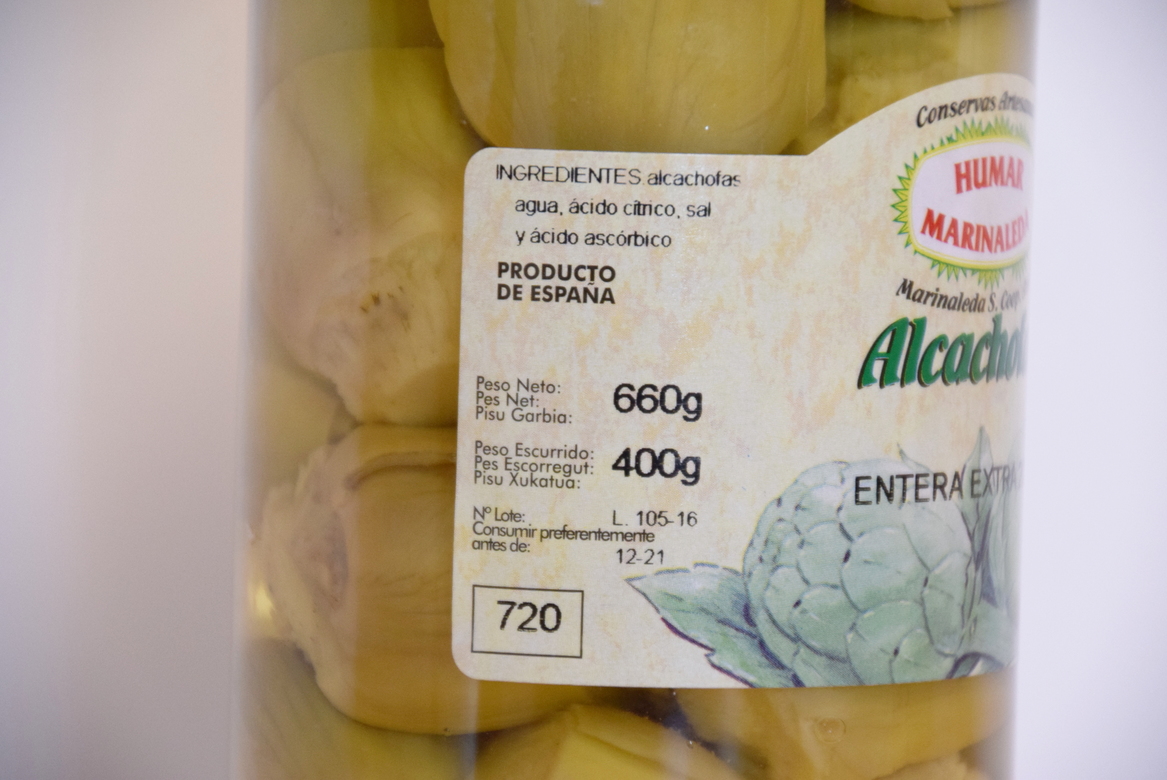 INGREDIENTES alcachofas
agua, ácido cítrico, sal
y ácido ascórbico
PRODUCTO
DE ESPAÑA
Peso Neto:
Pes Net:
Pisu Garbia:
660g
Peso Escurrido:
Pes Escorregut:
Pisu Xukatua:
400g
Nº Lote:
L. 105-16
Consumir preferentemente
antes de:
12-21
720
Conservas
HUMAR
MARINALEDA
Marinaleda S. Coop.
ENTERA EXTRA